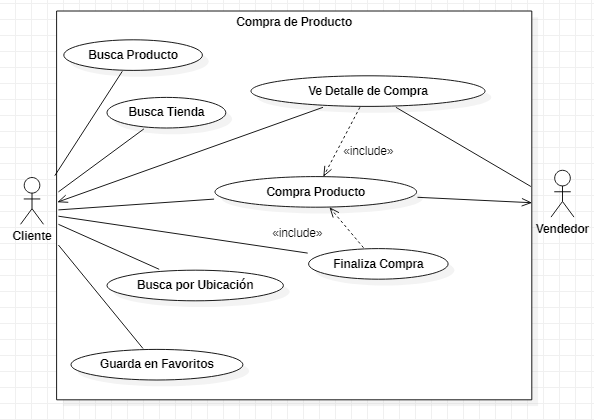 Compra de Producto
Busca Producto
Ve Detalle de Compra
Busca Tienda
«include»
Compra Producto
Cliente
Vendedor
«include»
Finaliza Compra
Busca por Ubicación
Guarda en Favoritos